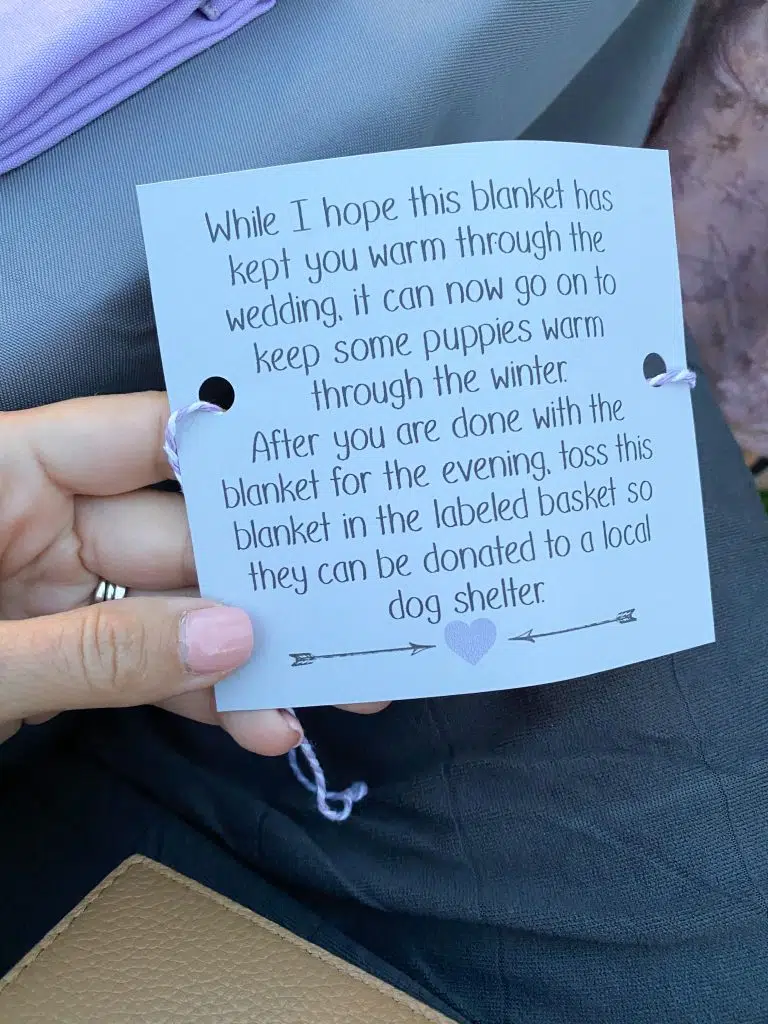 While I hope this blanket has
kept you warm through the
wedding, it can now go on to
keep some puppies warm
through the winter.
After you are done with the
blanket for the evening, toss this
blanket in the labeled basket so
they can be donated to a local
dog shelter.